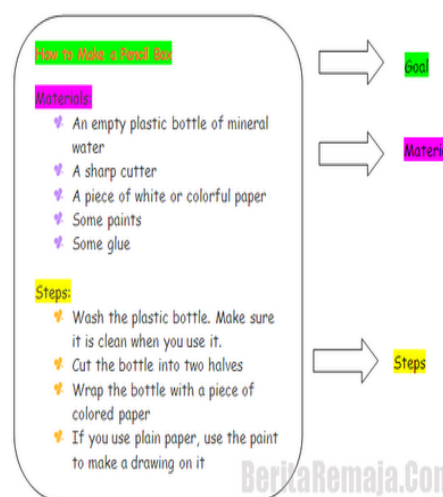 How to Make a Pencil Box
Goal
Materials:
An empty plastic bottle of mineral
water
A sharp cutter
A piece of white or colorful paper
Some paints
Some glue
Materi
Steps:
Wash the plastic bottle. Make sure
it is clean when you use it.
Cut the bottle into two halves
Wrap the bottle with a piece of
colored paper
If you use plain paper, use the paint
to make a drawing on it
Steps
BeritaRemaja.Con